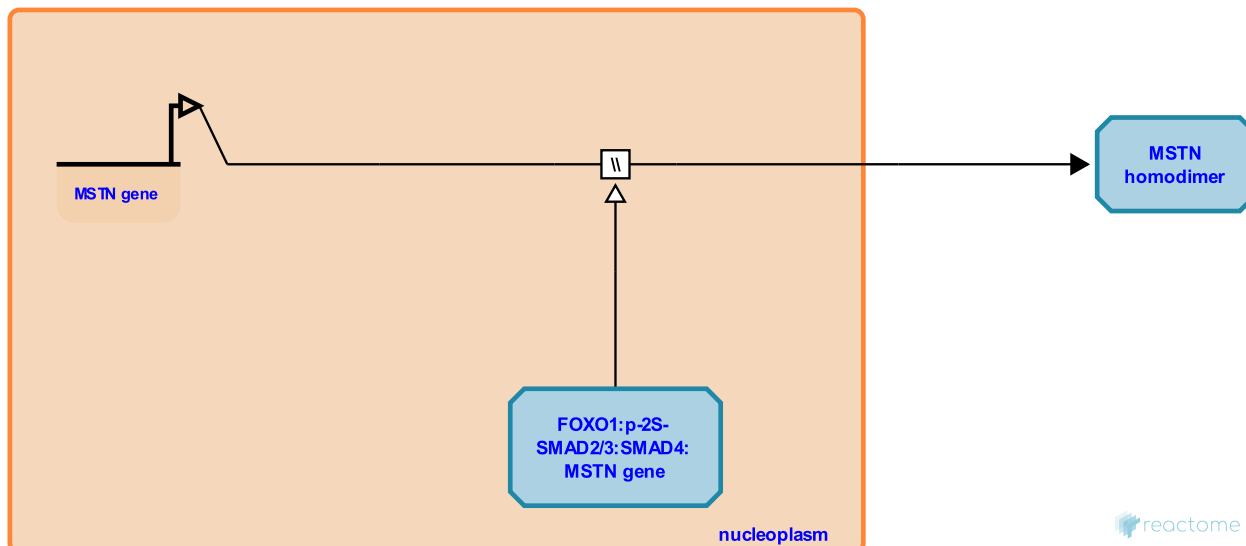 MSTN gene
\\
MSTN
homodimer
FOXO1:p-2S-
SMAD2/3:SMAD4:
MSTN gene
nucleoplasm
reactome